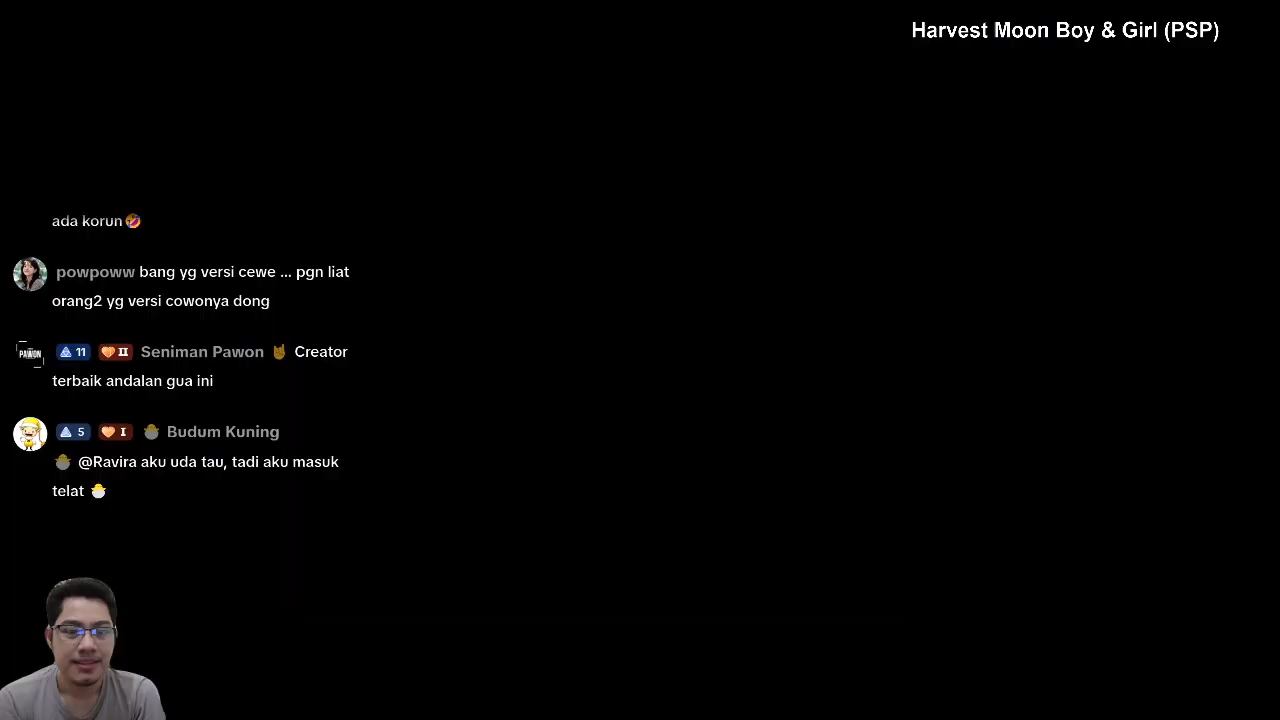 Harvest Moon Boy & Girl (PSP)
ada korun🤣
powpoww bang yg versi cewe ... pgn liat
orang2 yg versi cowonya dong
PAWON
11 II Seniman Pawon 🤘 Creator
terbaik andalan gua ini
5 I 🐣 Budum Kuning
🐣 @Ravira aku uda tau, tadi aku masuk
telat 🐣